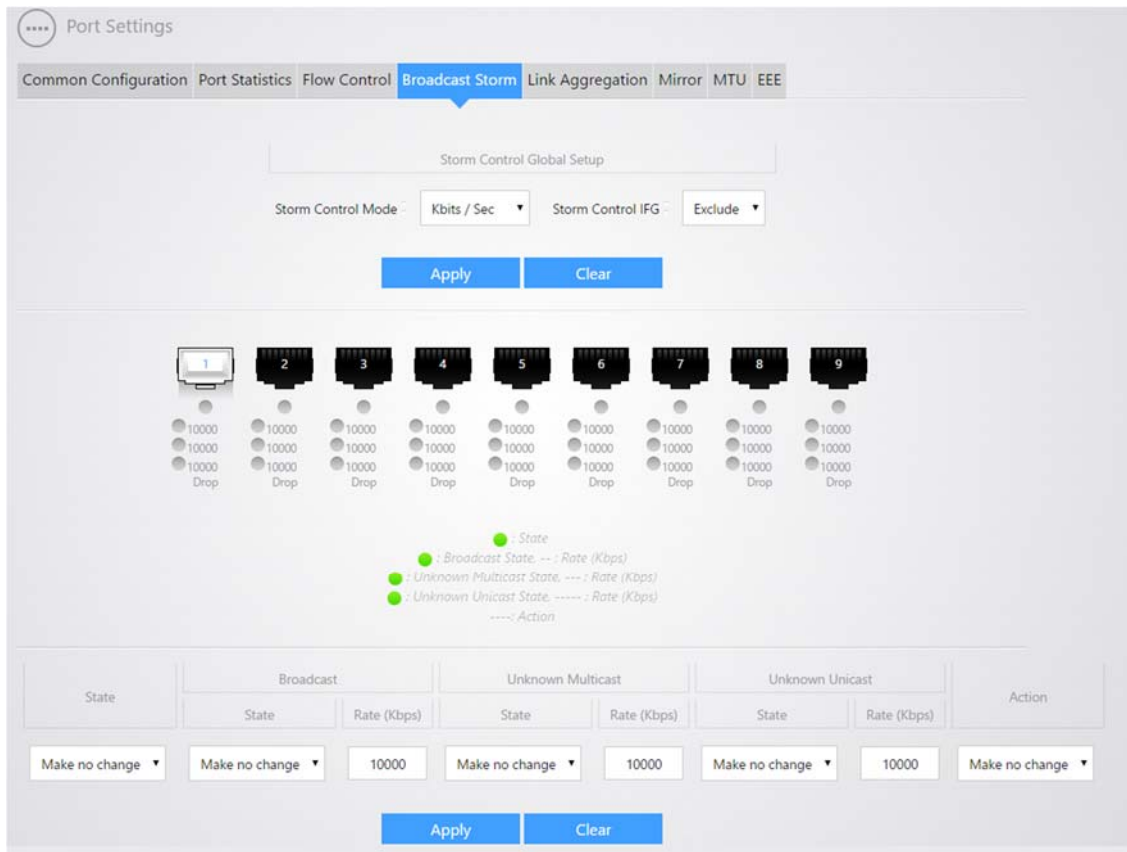 Port Settings
Common Configuration Port Statistics Flow Control Broadcast Storm Link Aggregation Mirror MTU EEE
Storm Control Global Setup
Storm Control Mode Kbits / Sec Storm Control IFG Exclude
Apply Clear
1 2 3 4 5 6 7 8 9
10000 10000 10000 10000 10000 10000 10000 10000 10000
10000 10000 10000 10000 10000 10000 10000 10000 10000
10000 10000 10000 10000 10000 10000 10000 10000 10000
Drop Drop Drop Drop Drop Drop Drop Drop Drop
: State
: Broadcast State, -- : Rate (Kbps)
: Unknown Multicast State, --- : Rate (Kbps)
: Unknown Unicast State, ----- : Rate (Kbps)
----: Action
State Broadcast Unknown Multicast Unknown Unicast Action
State Rate (Kbps) State Rate (Kbps) State Rate (Kbps)
Make no change Make no change 10000 Make no change 10000 Make no change 10000 Make no change
Apply Clear